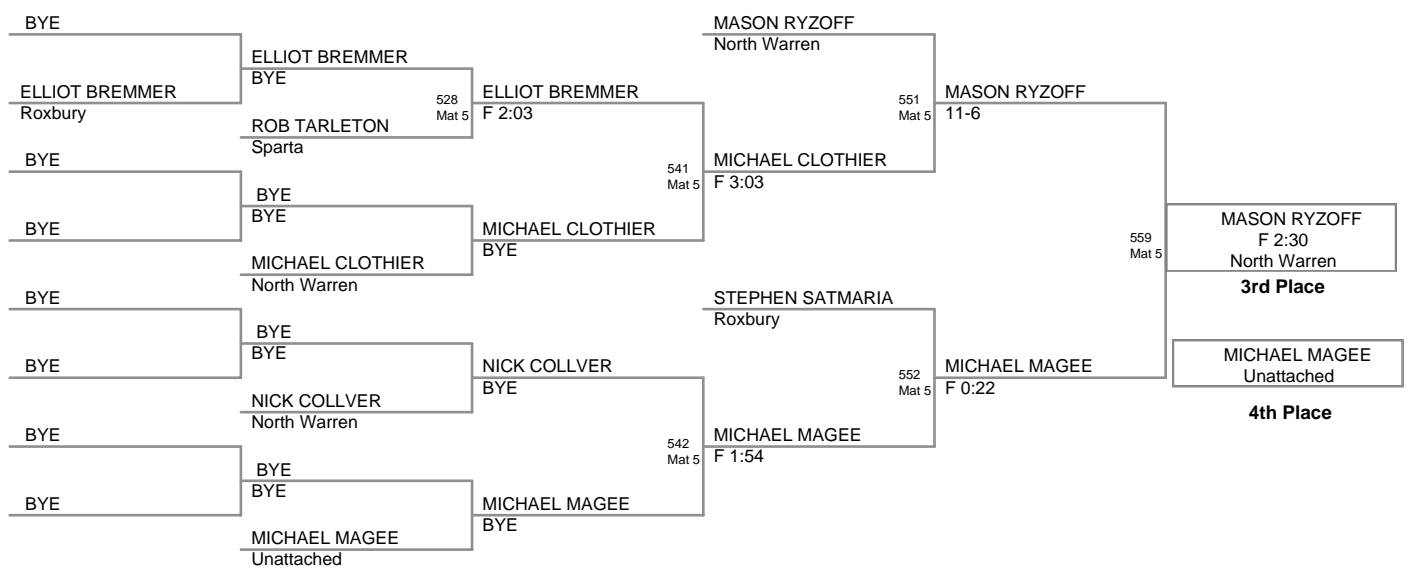 BYE
ELLIOT BREMMER
Roxbury
BYE
BYE
BYE
BYE
BYE
BYE
ELLIOT BREMMER
BYE
ROB TARLETON
Sparta
BYE
BYE
MICHAEL CLOTHIER
North Warren
BYE
BYE
NICK COLLVER
North Warren
BYE
BYE
MICHAEL MAGEE
Unattached
528
Mat 5
ELLIOT BREMMER
F 2:03
MICHAEL CLOTHIER
BYE
NICK COLLVER
BYE
MICHAEL MAGEE
BYE
MASON RYZOFF
North Warren
541
Mat 5
MICHAEL CLOTHIER
F 3:03
STEPHEN SATMARIA
Roxbury
542
Mat 5
MICHAEL MAGEE
F 1:54
551
Mat 5
MASON RYZOFF
11-6
552
Mat 5
MICHAEL MAGEE
F 0:22
559
Mat 5
MASON RYZOFF
F 2:30
North Warren
3rd Place
MICHAEL MAGEE
Unattached
4th Place